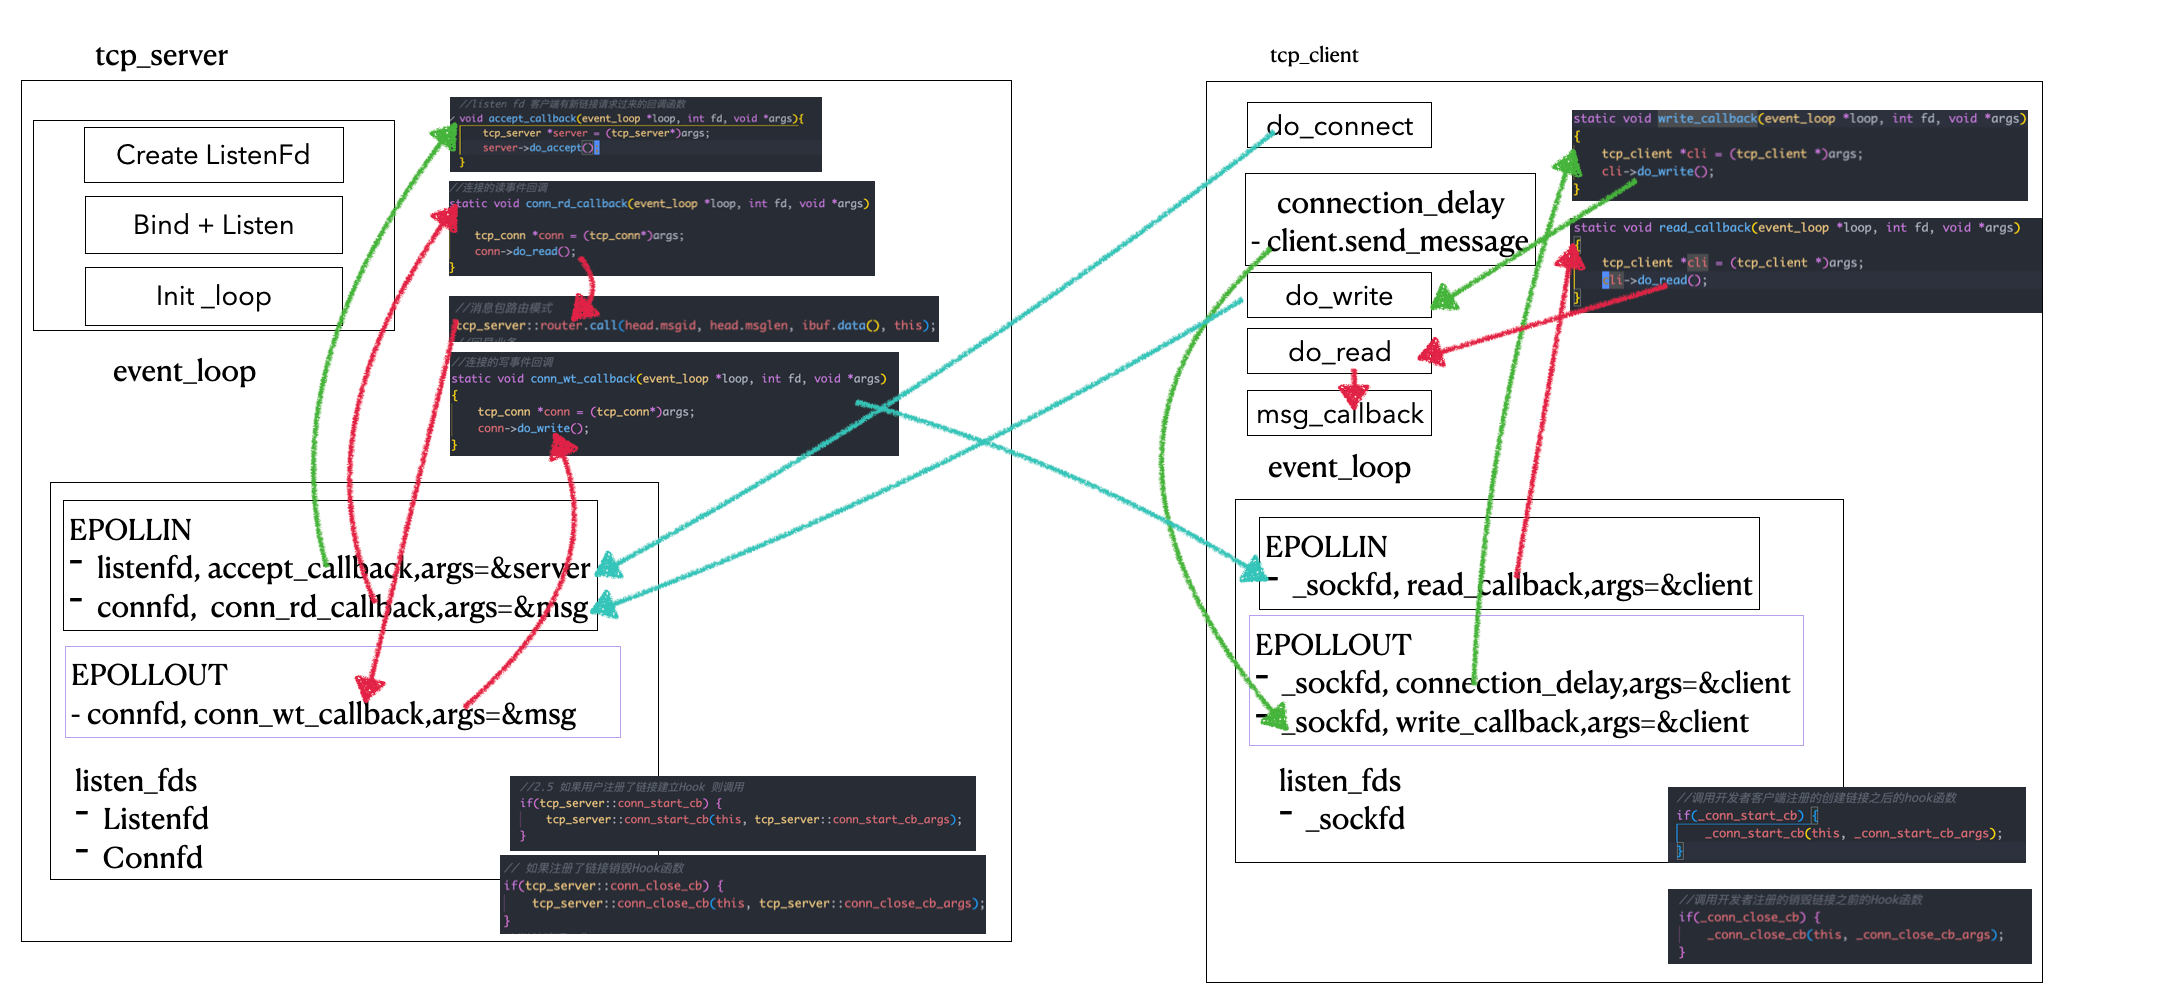 tcp_server
Create ListenFd
Bind + Listen
Init _loop
event_loop
//listen fd 客户端有新链接请求过来的回调函数
void accept_callback(event_loop *loop, int fd, void *args){
tcp_server *server = (tcp_server*)args;
server->do_accept()
}
//连接的读事件回调
static void conn_rd_callback(event_loop *loop, int fd, void *args)
tcp_conn *conn = (tcp_conn*)args;
conn->do_read();
}
//消息包路由模式
tcp_server::router.call(head.msgid, head.msglen, ibuf.data(), this);
//连接的写事件回调
static void conn_wt_callback(event_loop *loop, int fd, void *args)
{
tcp_conn *conn = (tcp_conn*)args;
conn->do_write();
}
EPOLLIN
- listenfd, accept_callback,args=&server
- connfd, conn_rd_callback,args=&msg
EPOLLOUT
- connfd, conn_wt_callback,args=&msg
listen_fds
- Listenfd
- Connfd
//2.5 如果用户注册了链接建立Hook 则调用
if(tcp_server::conn_start_cb) {
tcp_server::conn_start_cb(this, tcp_server::conn_start_cb_args);
}
// 如果注册了链接销毁Hook函数
if(tcp_server::conn_close_cb) {
tcp_server::conn_close_cb(this, tcp_server::conn_close_cb_args);
}
tcp_client
do_connect
connection_delay
- client.send_message
do_write
do_read
msg_callback
event_loop
static void write_callback(event_loop *loop, int fd, void *args)
{
tcp_client *cli = (tcp_client *)args;
cli->do_write();
}
static void read_callback(event_loop *loop, int fd, void *args)
{
tcp_client *cli = (tcp_client *)args;
cli->do_read();
}
EPOLLIN
- _sockfd, read_callback,args=&client
EPOLLOUT
- _sockfd, connection_delay,args=&client
- _sockfd, write_callback,args=&client
listen_fds
- _sockfd
//调用开发者客户端注册的创建链接之后的hook函数
if(_conn_start_cb) {
_conn_start_cb(this, _conn_start_cb_args);
}
//调用开发者注册的销毁链接之前的Hook函数
if(_conn_close_cb) {
_conn_close_cb(this, _conn_close_cb_args);
}